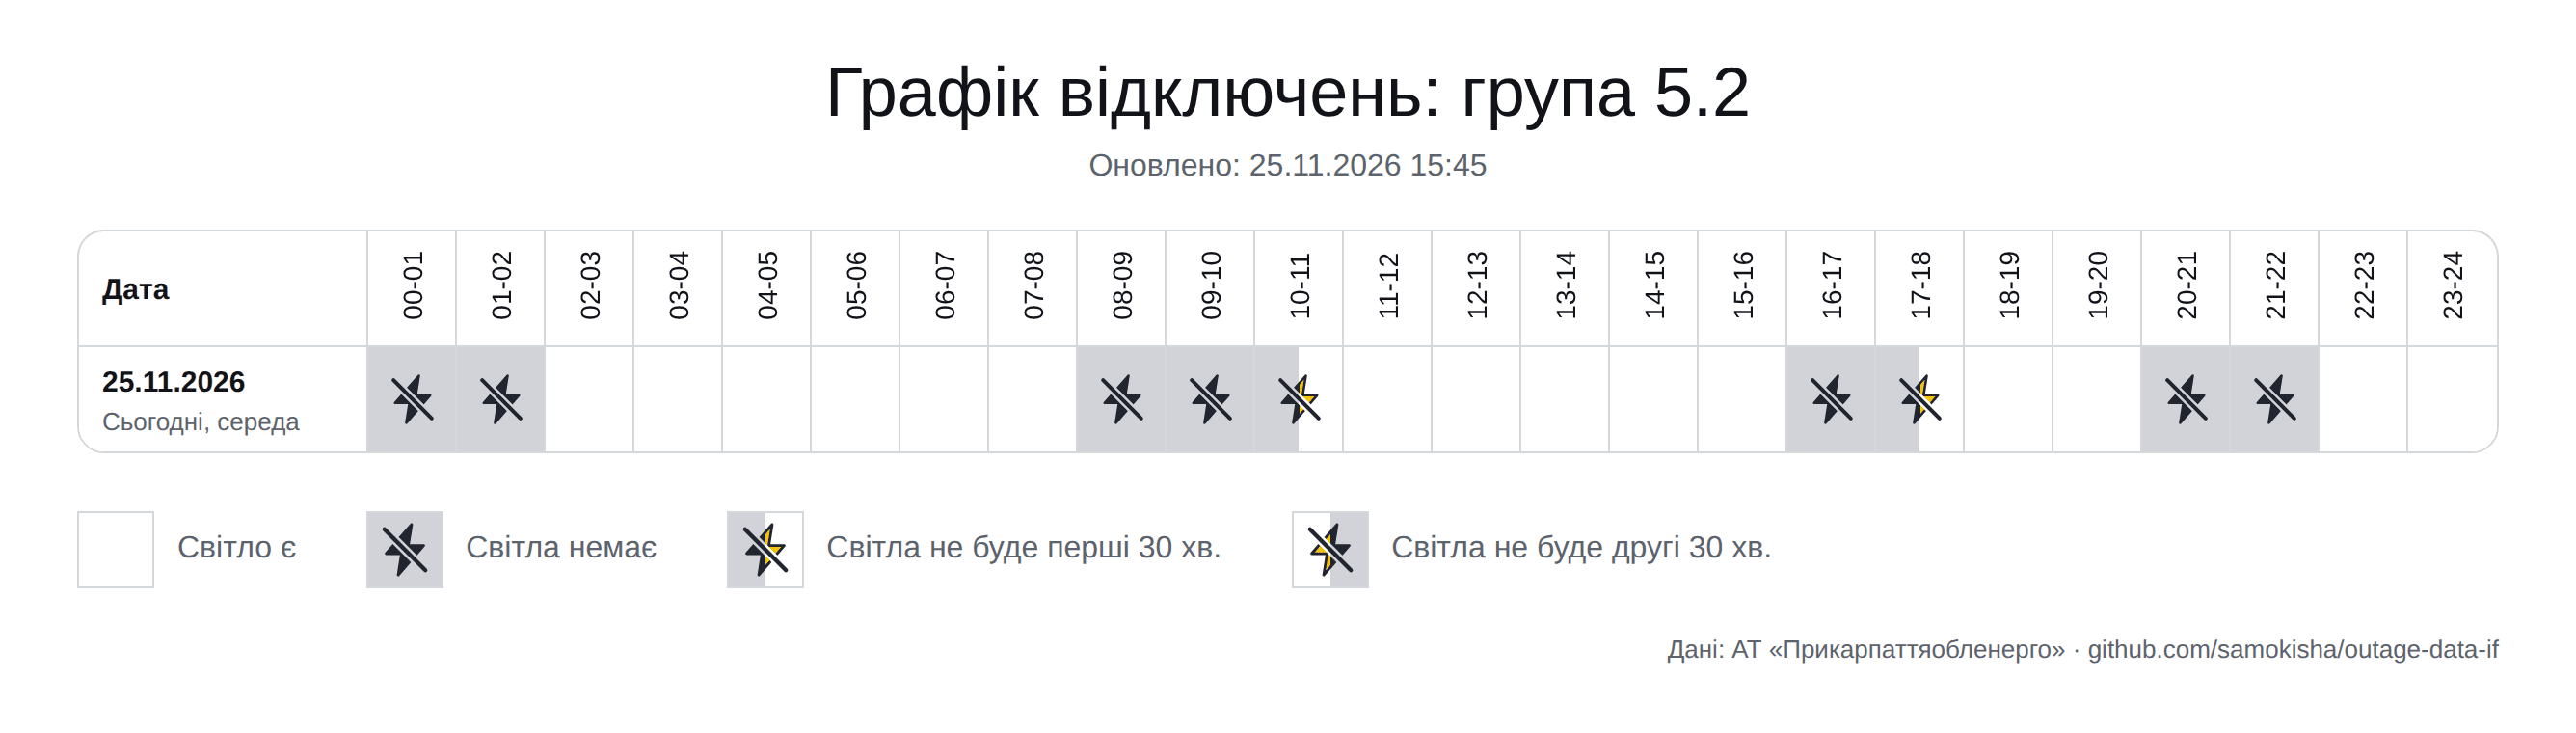 Графік відключень: група 5.2
Оновлено: 25.11.2026 15:45
Дата 00-01 01-02 02-03 03-04 04-05 05-06 06-07 07-08 08-09 09-10 10-11 11-12 12-13 13-14 14-15 15-16 16-17 17-18 18-19 19-20 20-21 21-22 22-23 23-24
25.11.2026
Сьогодні, середа
Світло є Світла немає Світла не буде перші 30 хв. Світла не буде другі 30 хв.
Дані: АТ «Прикарпаттяобленерго» · github.com/samokisha/outage-data-if